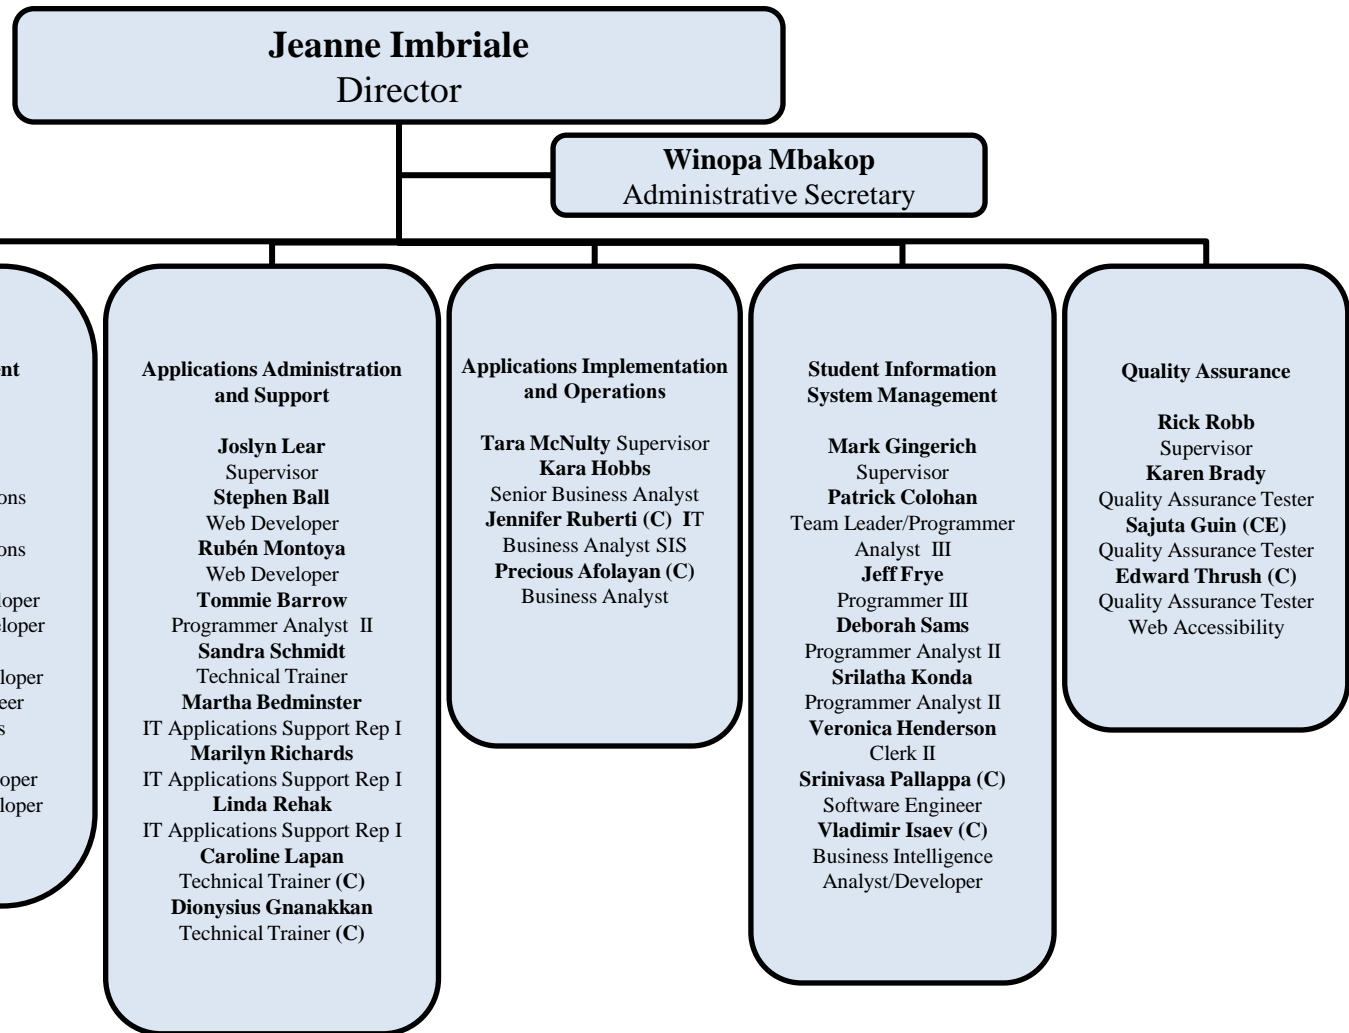 Jeanne Imbriale
Director
Winopa Mbakop
Administrative Secretary
Applications Administration
and Support
Joslyn Lear
Supervisor
Stephen Ball
Web Developer
Rubén Montoya
Web Developer
Tommie Barrow
Programmer Analyst II
Sandra Schmidt
Technical Trainer
Martha Bedminster
IT Applications Support Rep I
Marilyn Richards
IT Applications Support Rep I
Linda Rehak
IT Applications Support Rep I
Caroline Lapan
Technical Trainer (C)
Dionysius Gnanakkan
Technical Trainer (C)
Applications Implementation
and Operations
Tara McNulty Supervisor
Kara Hobbs
Senior Business Analyst
Jennifer Ruberti (C) IT
Business Analyst SIS
Precious Afolayan (C)
Business Analyst
Student Information
System Management
Mark Gingerich
Supervisor
Patrick Colohan
Team Leader/Programmer
Analyst III
Jeff Frye
Programmer III
Deborah Sams
Programmer Analyst II
Srilatha Konda
Programmer Analyst II
Veronica Henderson
Clerk II
Srinivasa Pallappa (C)
Software Engineer
Vladimir Isaev (C)
Business Intelligence
Analyst/Developer
Quality Assurance
Rick Robb
Supervisor
Karen Brady
Quality Assurance Tester
Sajuta Guin (CE)
Quality Assurance Tester
Edward Thrush (C)
Quality Assurance Tester
Web Accessibility